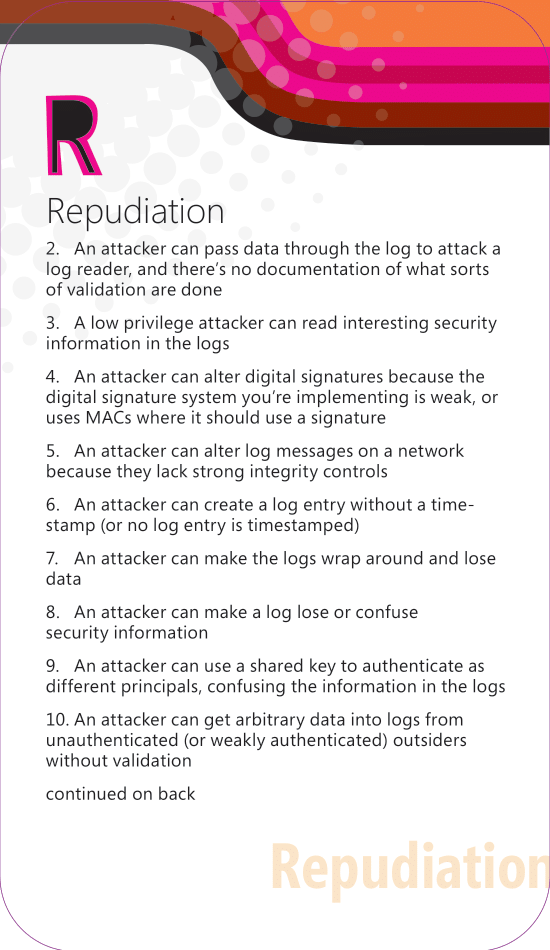 R
Repudiation
2. An attacker can pass data through the log to attack a
log reader, and there’s no documentation of what sorts
of validation are done
3. A low privilege attacker can read interesting security
information in the logs
4. An attacker can alter digital signatures because the
digital signature system you’re implementing is weak, or
uses MACs where it should use a signature
5. An attacker can alter log messages on a network
because they lack strong integrity controls
6. An attacker can create a log entry without a time-
stamp (or no log entry is timestamped)
7. An attacker can make the logs wrap around and lose
data
8. An attacker can make a log lose or confuse
security information
9. An attacker can use a shared key to authenticate as
different principals, confusing the information in the logs
10. An attacker can get arbitrary data into logs from
unauthenticated (or weakly authenticated) outsiders
without validation
continued on back
Repudiation